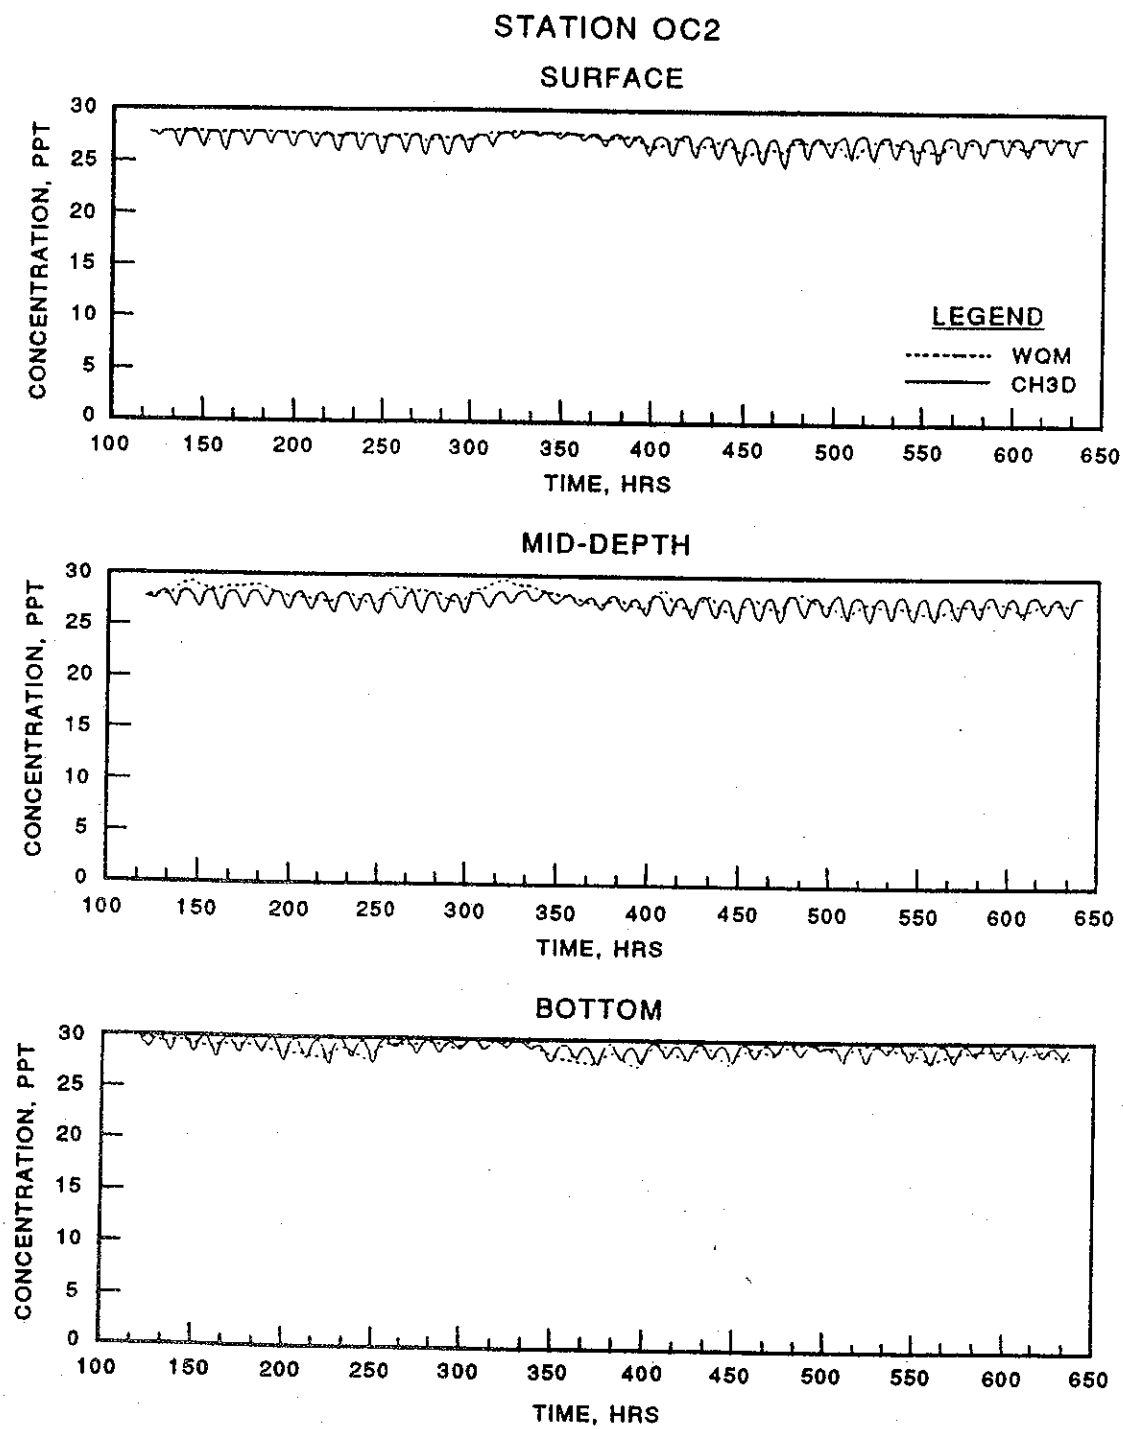 STATION OC2
SURFACE
CONCENTRATION, PPT
30
25
20
15
10
5
0
LEGEND
WQM
CH3D
100 150 200 250 300 350 400 450 500 550 600 650
TIME, HRS
MID-DEPTH
CONCENTRATION, PPT
30
25
20
15
10
5
0
100 150 200 250 300 350 400 450 500 550 600 650
TIME, HRS
BOTTOM
CONCENTRATION, PPT
30
25
20
15
10
5
0
100 150 200 250 300 350 400 450 500 550 600 650
TIME, HRS